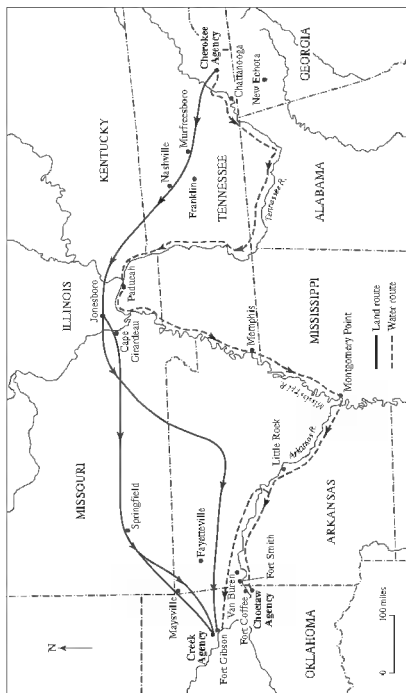 N
MISSOURI
ILLINOIS
KENTUCKY
Jonesboro
Cape
Girardeau
Paducah
Nashville
Murfreesboro
Cherokee
Agency
Springfield
Franklin
Chattanooga
Maysville
Fayetteville
TENNESSEE
New Echota
Creek
Agency
Memphis
Tennessee R.
GEORGIA
Fort Gibson
Van Buren
Fort Smith
Little Rock
Fort Coffee
Choctaw
Agency
Arkansas R.
Mississippi R.
MISSISSIPPI
ALABAMA
Montgomery Point
OKLAHOMA
ARKANSAS
0 100 miles
Land route
Water route